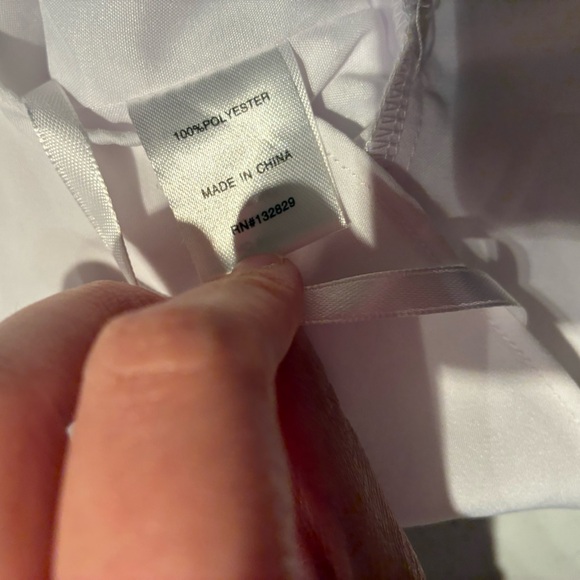 100%POLYESTER
MADE IN CHINA
RN#132829